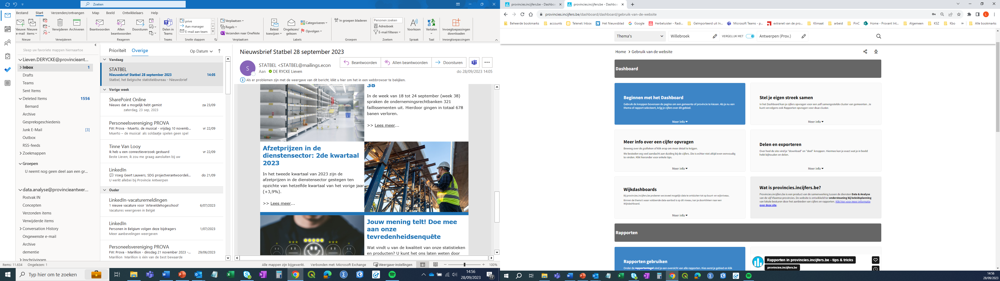 Zoeken
Bestand Start Verzenden/ontvangen Map Beeld Ontwikkelaars Help
Nieuwe e-mail
Nieuwe items
Verwijderen
Archiveren
Beantwoorden
Allen beantwoorden
Doorsturen
Delen in Teams
prive
Aan manager
E-mail aan team
Verplaatsen
Regels
Verzenden naar OneNote
Beleid toewijzen
Ongelezen/ gelezen
Categoriseren
Opvolgen
In groepen bladeren
Personen zoeken
Adresboek
E-mail filteren
Voorlezen
Vertalen
Invoegtoepassingen downloaden
Nieuw Verwijderen Reageren Teams Snelle stappen Verplaatsen Labels Groepen Zoeken Spraak Taal Invoegtoepassingen
Sleep uw favoriete mappen hiernaartoe
Lieven.DERYCKE@provincieant...
Inbox 1
Drafts
Teams
Sent Items
Deleted Items 1556
Bernard
Archive
Gespreksgeschiedenis
Junk E-Mail [3]
Outbox
RSS-feeds
Zoekmappen
Groepen
U neemt nog geen deel aan een gr...
data.analyse@provincieantwer...
Postvak IN
Concepten
Verzonden items
Verwijderde items
Conversation History
Ongewenste e-mail
Archive
dementie
Inschrijvingen
Prioriteit Overige Op Datum
Vandaag
STATBEL
Nieuwsbrief Statbel 28 september 2023 14:05
Statbel, het Belgische statistiekbureau - Nieuwsbrief
Vorige week
SharePoint Online
Nieuws dat u mogelijk hebt gemist za 23/09
zaterdag, 23 sep, 2023
Personeelsvereniging PROVA
FW: Prova - Muerto, de musical - vrijdag 10 novemb... vr 22/09
Muerto – de musical als soldaatje spelen geen spel
Tinne Van Looy
Ik heb u een connectieverzoek gestuurd vr 22/09
Beste Lieven, ik zou me graag aansluiten bij uw
LinkedIn
Voeg Geert Lauwers, SDG projectverantwoordeli... do 21/09
U werkt allebei bij Provincie Antwerpen
Ouder
LinkedIn-vacaturemeldingen
1 nieuwe vacature voor 'Arteveldehogeschool' 6/07/2023
Vacatures weergeven in België
LinkedIn
Personen in Belgium volgen deze bijdragers 1/07/2023
Meer aanbevelingen weergeven
Personeelsvereniging PROVA
FW: Prova - Marillion - dinsdag 21 november 2023 -... 29/06/2023
Marillion Marillion is één van de best bewaarde
Nieuwsbrief Statbel 28 september 2023
S
STATBEL <STATBEL@mailings.econ
Aan DE RYCKE Lieven
Beantwoorden Allen beantwoorden Doorsturen
do 28/09/2023 14:05
Als er problemen zijn met de weergave van dit bericht, klikt u hier om het in een webbrowser te bekijken.
38
In de week van 18 tot 24 september (week 38)
spraken de ondernemingsrechtbanken 321
faillissementen uit. Hierdoor gingen in totaal 678
banen verloren.
>> Lees meer...
Afzetprijzen in de
dienstensector: 2de kwartaal
2023
In het tweede kwartaal van 2023 zijn de
afzetprijzen in de dienstensector gestegen ten
opzichte van hetzelfde kwartaal van het vorige jaar
(+3,9%).
>> Lees meer...
Jouw mening telt! Doe mee
aan onze
tevredenheidsenquête
Wat vindt u van de kwaliteit van onze statistieken
en producten? U kunt het ons laten weten door
Items: 11.634 Ongelezen: 1
Alle mappen zijn bijgewerkt. Verbonden met: Microsoft Exchange Weergave-instellingen 100%
Typ hier om te zoeken
14:56
28/09/2023
17
provincies.incijfers.be - Dashbo
provincies.incijfers.be - Dashbo
provincies.incijfers.be/dashboard/dashboard/gebruik-van-de-website
L
Beheerde bookmarks accounts Telenet: Inbox Het Nieuwsblad Google Herbeluister - Radi... Geïmporteerd uit In... Microsoft Teams - p... extranet van de pro... Klimaat arbeid PinC Home - Provant Int... Algemeen KSZ Kbo » Alle bookmarks
Thema's Willebroek VERGELIJK MET Antwerpen (Prov.)
Home > Gebruik van de website
Dashboard
Beginnen met het Dashboard
Gebruik de knoppen bovenaan de pagina om een gemeente of provincie te kiezen. Als je nu een
thema of rapport selecteert, krijg je cijfers over dit gebied.
Meer info
Stel je eigen streek samen
In het Dashboard kan je cijfers opvragen voor een zelf samengestelde cluster van gemeenten. Je
kunt vervolgens ook Rapporten opvragen voor deze cluster.
Meer info
Meer info over een cijfer opvragen
Beweeg over de grafieken of klik erop om meer detail te krijgen.
We besteden erg veel aandacht aan duiding bij de cijfers. Die is echter niet altijd even eenvoudig
te vinden. Klik hieronder voor enkele tips.
Meer info
Delen en exporteren
Over heel de site vind je "download" en "deel"-knoppen. Hiermee kan je exact wat je in beeld
hebt bijhouden en delen.
Meer info
Wijkdashboards
Bij provincies.incijfers.be proberen we zoveel mogelijk data te ontsluiten tot op buurt- en wijkniveau.
Binnen de thema's waar voldoende data-aanbod is op dit niveau, kan je doorklikken naar een
Wijkdashboard.
Meer info
Wat is provincies.incijfers.be?
Provincies.incijfers.be is een product van de samenwerking tussen de diensten Data & Analyse
van de vijf Vlaamse provincies. De website is ontwikkeld ter ondersteuning bij beleidsplanning
van lokale besturen door het aanbieden van cijfers en rapporten. Klik hier voor meer informatie
over deze site.
Rapporten
Rapporten gebruiken
Onder de rapportentegel vind je een overzicht van alle rapporten. Kies eerst je gebied en klik
Rapporten in provincies.incijfers.be - tips & tricks
provincies.incijfers.be
14:56
28/09/2023